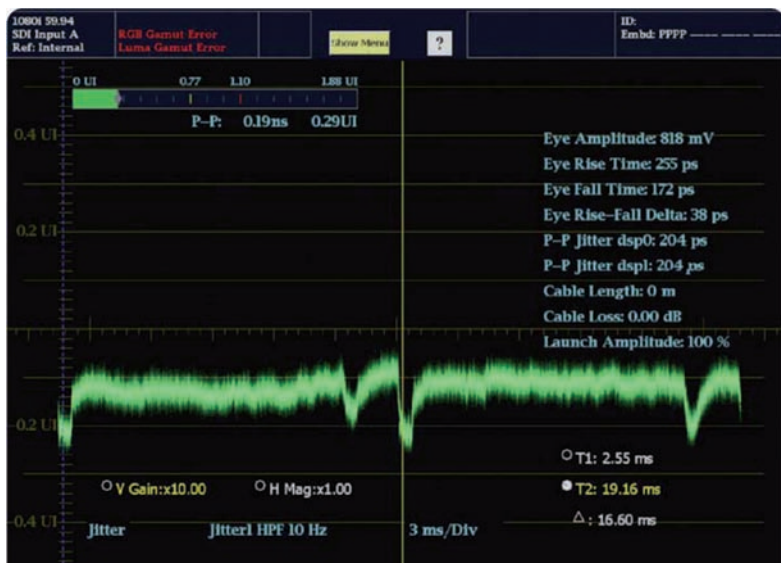 1080i 59.94
SDI Input A
Ref: Internal
RGB Gamut Error
Luma Gamut Error
Show Menu
?
ID:
Embd: PPPP ---- ---- ----
0 UI 0.77 1.10 1.88 UI
P-P: 0.19ns 0.29UI
0.4 UI
0.2 UI
0.2 UI
0.4 UI
Eye Amplitude: 818 mV
Eye Rise Time: 255 ps
Eye Fall Time: 172 ps
Eye Rise-Fall Delta: 38 ps
P-P Jitter dsp0: 204 ps
P-P Jitter dspl: 204 ps
Cable Length: 0 m
Cable Loss: 0.00 dB
Launch Amplitude: 100 %
V Gain:x10.00 H Mag:x1.00
T1: 2.55 ms
T2: 19.16 ms
Δ: 16.60 ms
Jitter Jitter1 HPF 10 Hz 3 ms/Div